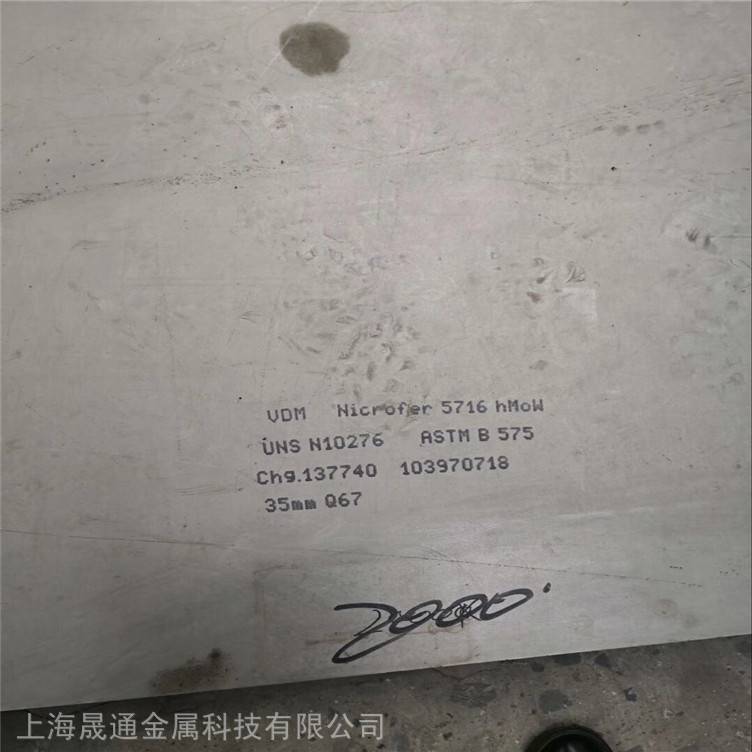 VDM Nicrofer 5716 hMoW
UNS N10276 ASTM B 575
Chg.137740 103970718
35mm Q67
2000
上海晟通金属科技有限公司